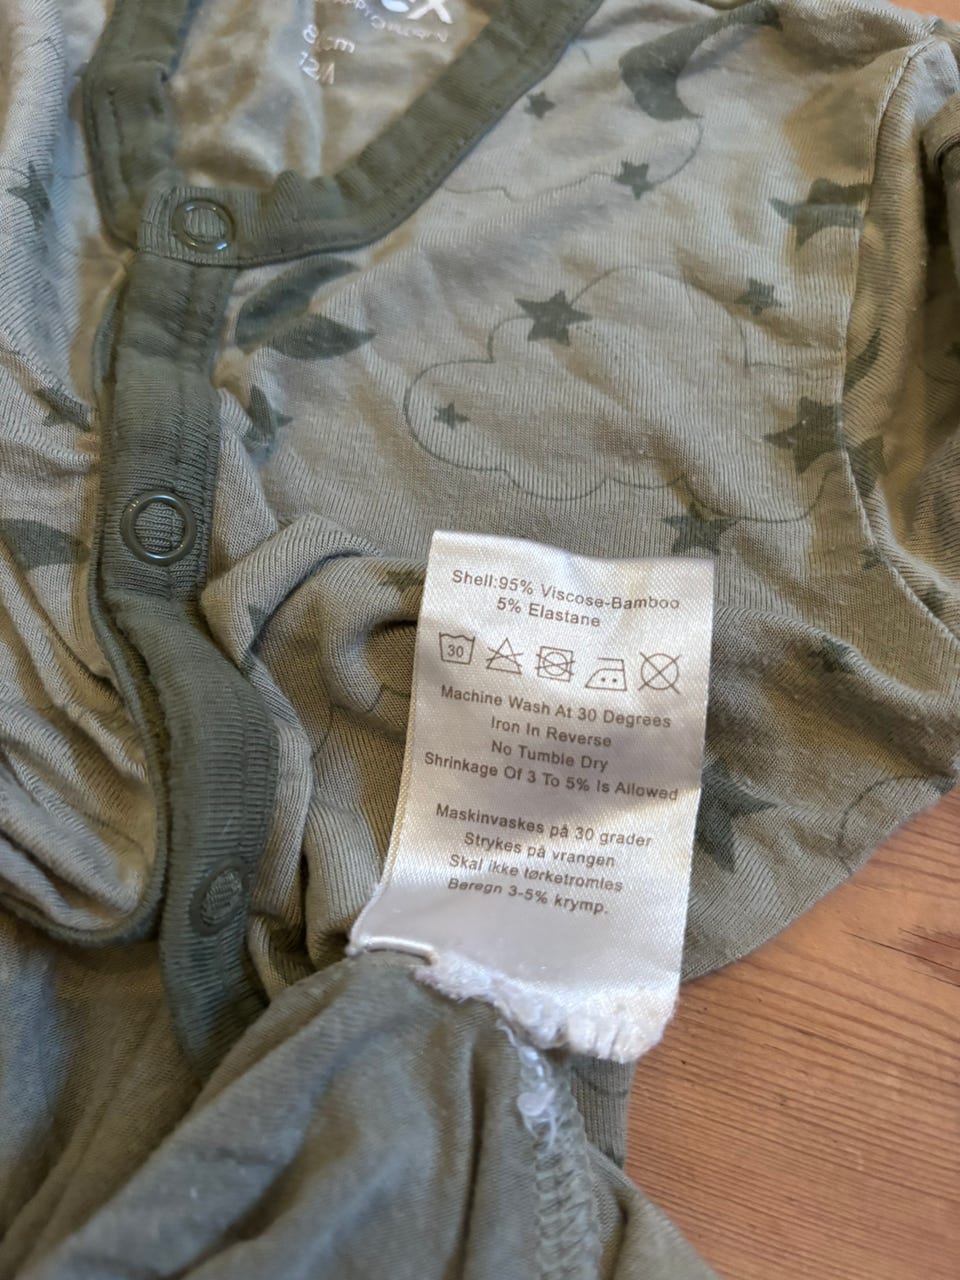 Shell:95% Viscose-Bamboo
5% Elastane
30
Machine Wash At 30 Degrees
Iron In Reverse
No Tumble Dry
Shrinkage Of 3 To 5% Is Allowed
Maskinvaskes på 30 grader
Strykes på vrangen
Skal ikke tørketromles
Beregn 3-5% krymp.